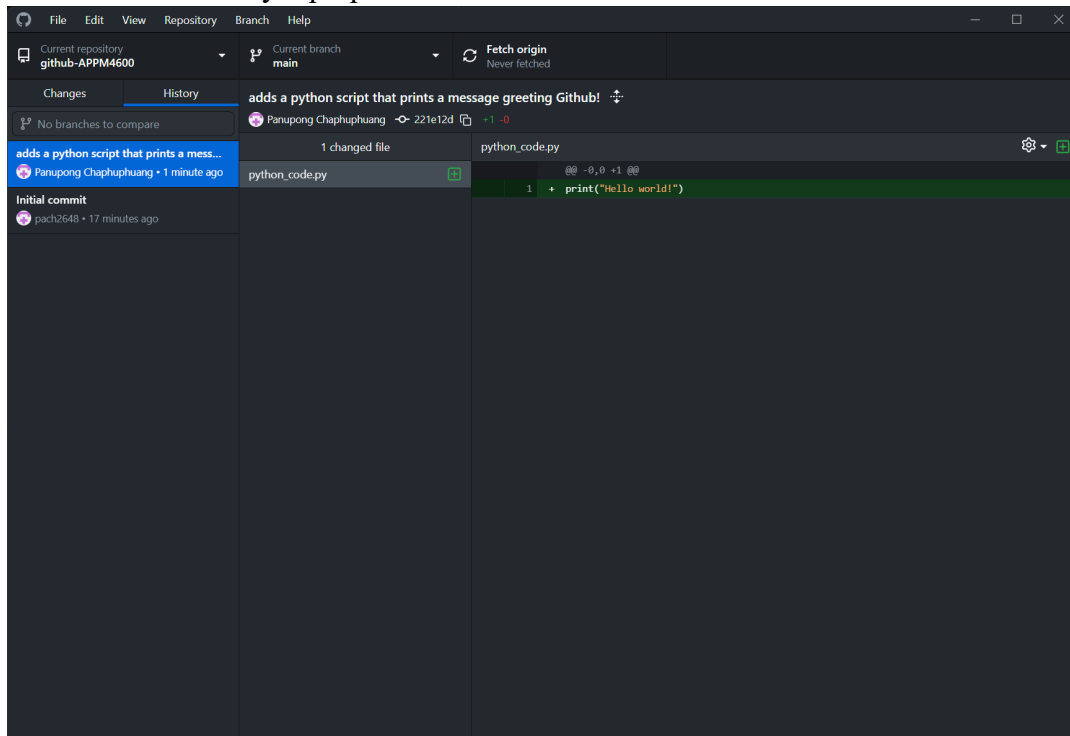 File Edit View Repository Branch Help
Current repository
github-APPM4600
Current branch
main
Fetch origin
Never fetched
Changes History
No branches to compare
adds a python script that prints a mess...
Panupong Chaphuphuang • 1 minute ago
Initial commit
pach2648 • 17 minutes ago
adds a python script that prints a message greeting Github!
Panupong Chaphuphuang 221e12d +1 -0
1 changed file
python_code.py
python_code.py
@@ -0,0 +1 @@
1 + print("Hello world!")